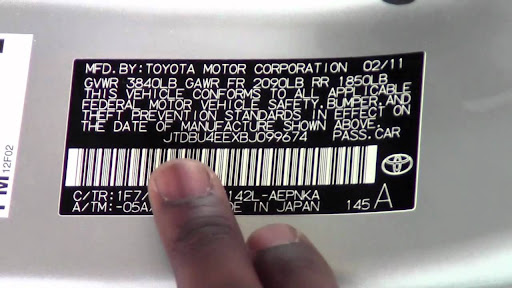 MFD.BY:TOYOTA MOTOR CORPORATION 02/11
GVWR 3840LB GAWR FR 2090LB RR 1850LB
THIS VEHICLE CONFORMS TO ALL APPLICABLE
FEDERAL MOTOR VEHICLE SAFETY, BUMPER, AND
THEFT PREVENTION STANDARDS IN EFFECT ON
THE DATE OF MANUFACTURE SHOWN ABOVE.
JTDBU4EEXBJ099674 PASS.CAR
C/TR:1F7/ 142L-AEPNKA
A/TM:-05A DE IN JAPAN 145 A
12F02